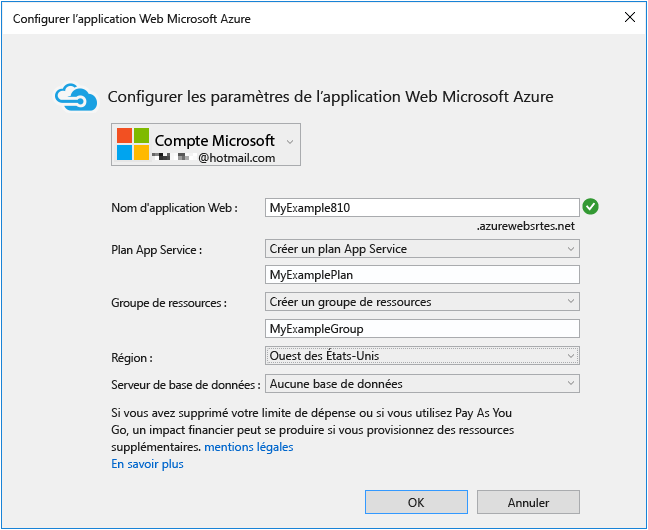 Configurer l'application Web Microsoft Azure
Configurer les paramètres de l'application Web Microsoft Azure
Compte Microsoft
@hotmail.com
Nom d'application Web :
MyExample810
.azurewebsrtes.net
Plan App Service :
Créer un plan App Service
MyExamplePlan
Groupe de ressources :
Créer un groupe de ressources
MyExampleGroup
Région :
Ouest des États-Unis
Serveur de base de données :
Aucune base de données
Si vous avez supprimé votre limite de dépense ou si vous utilisez Pay As You
Go, un impact financier peut se produire si vous provisionnez des ressources
supplémentaires. mentions légales
En savoir plus
OK
Annuler